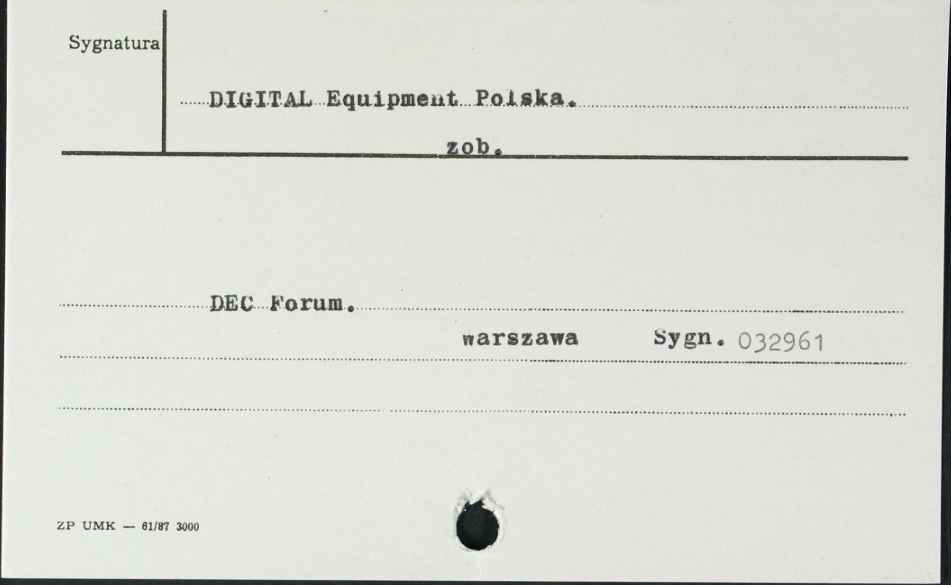 Sygnatura
DIGITAL Equipment Polska.
zob.
DEC Forum.
Warszawa Sygn. 032961
ZP UMK — 61/87 3000